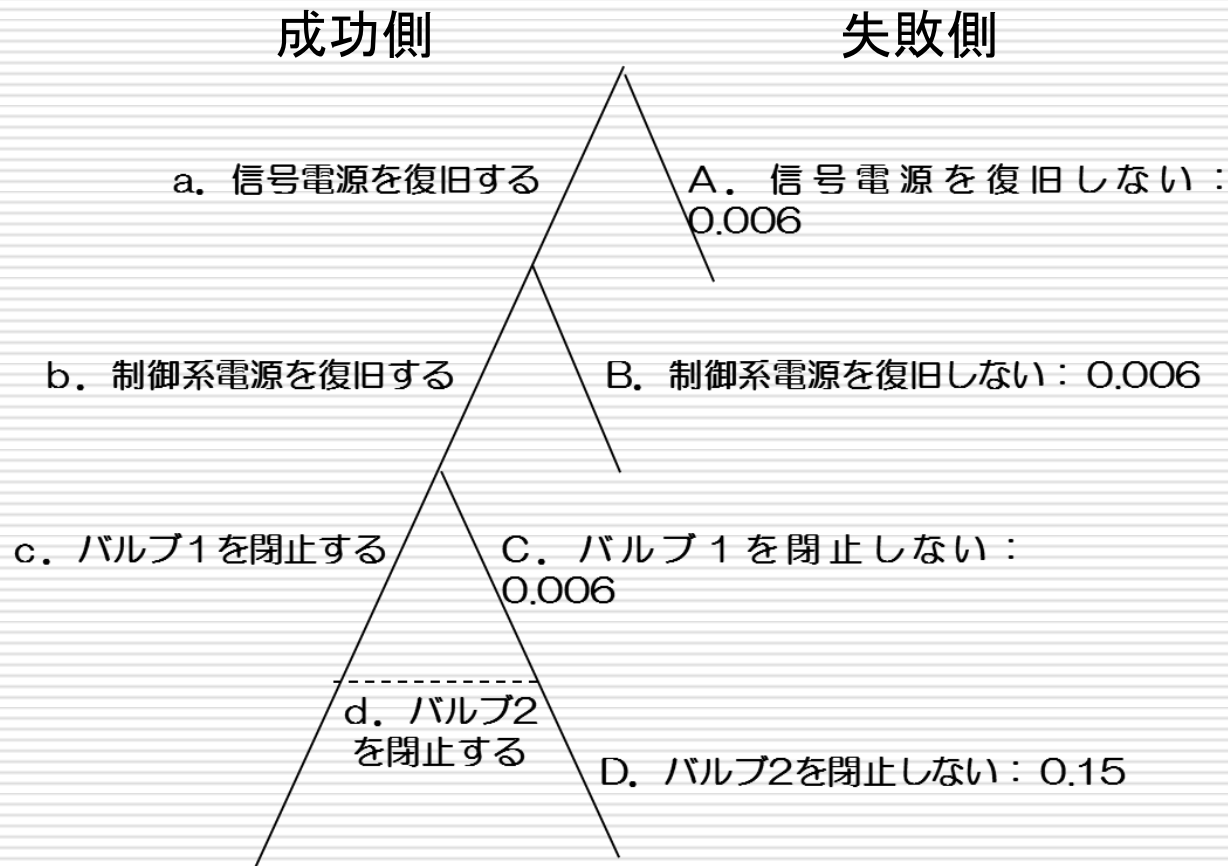 成功側
失敗側
a．信号電源を復旧する
A．信号電源を復旧しない：
0.006
b．制御系電源を復旧する
B．制御系電源を復旧しない：0.006
c．バルブ1を閉止する
C．バルブ1を閉止しない：
0.006
d．バルブ2
を閉止する
D．バルブ2を閉止しない：0.15